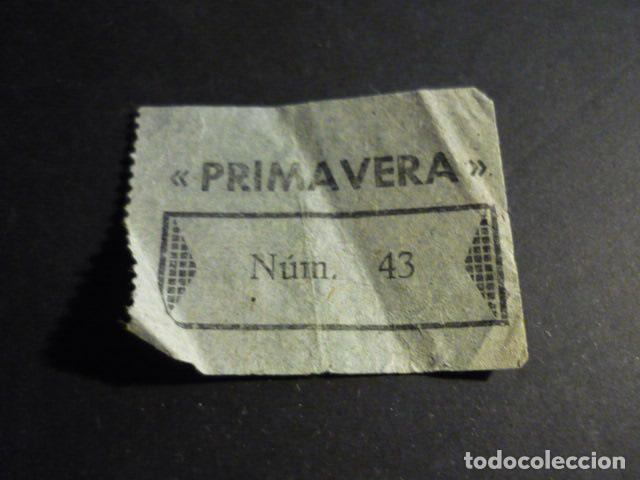 « PRIMAVERA »
Núm. 43
todocoleccion